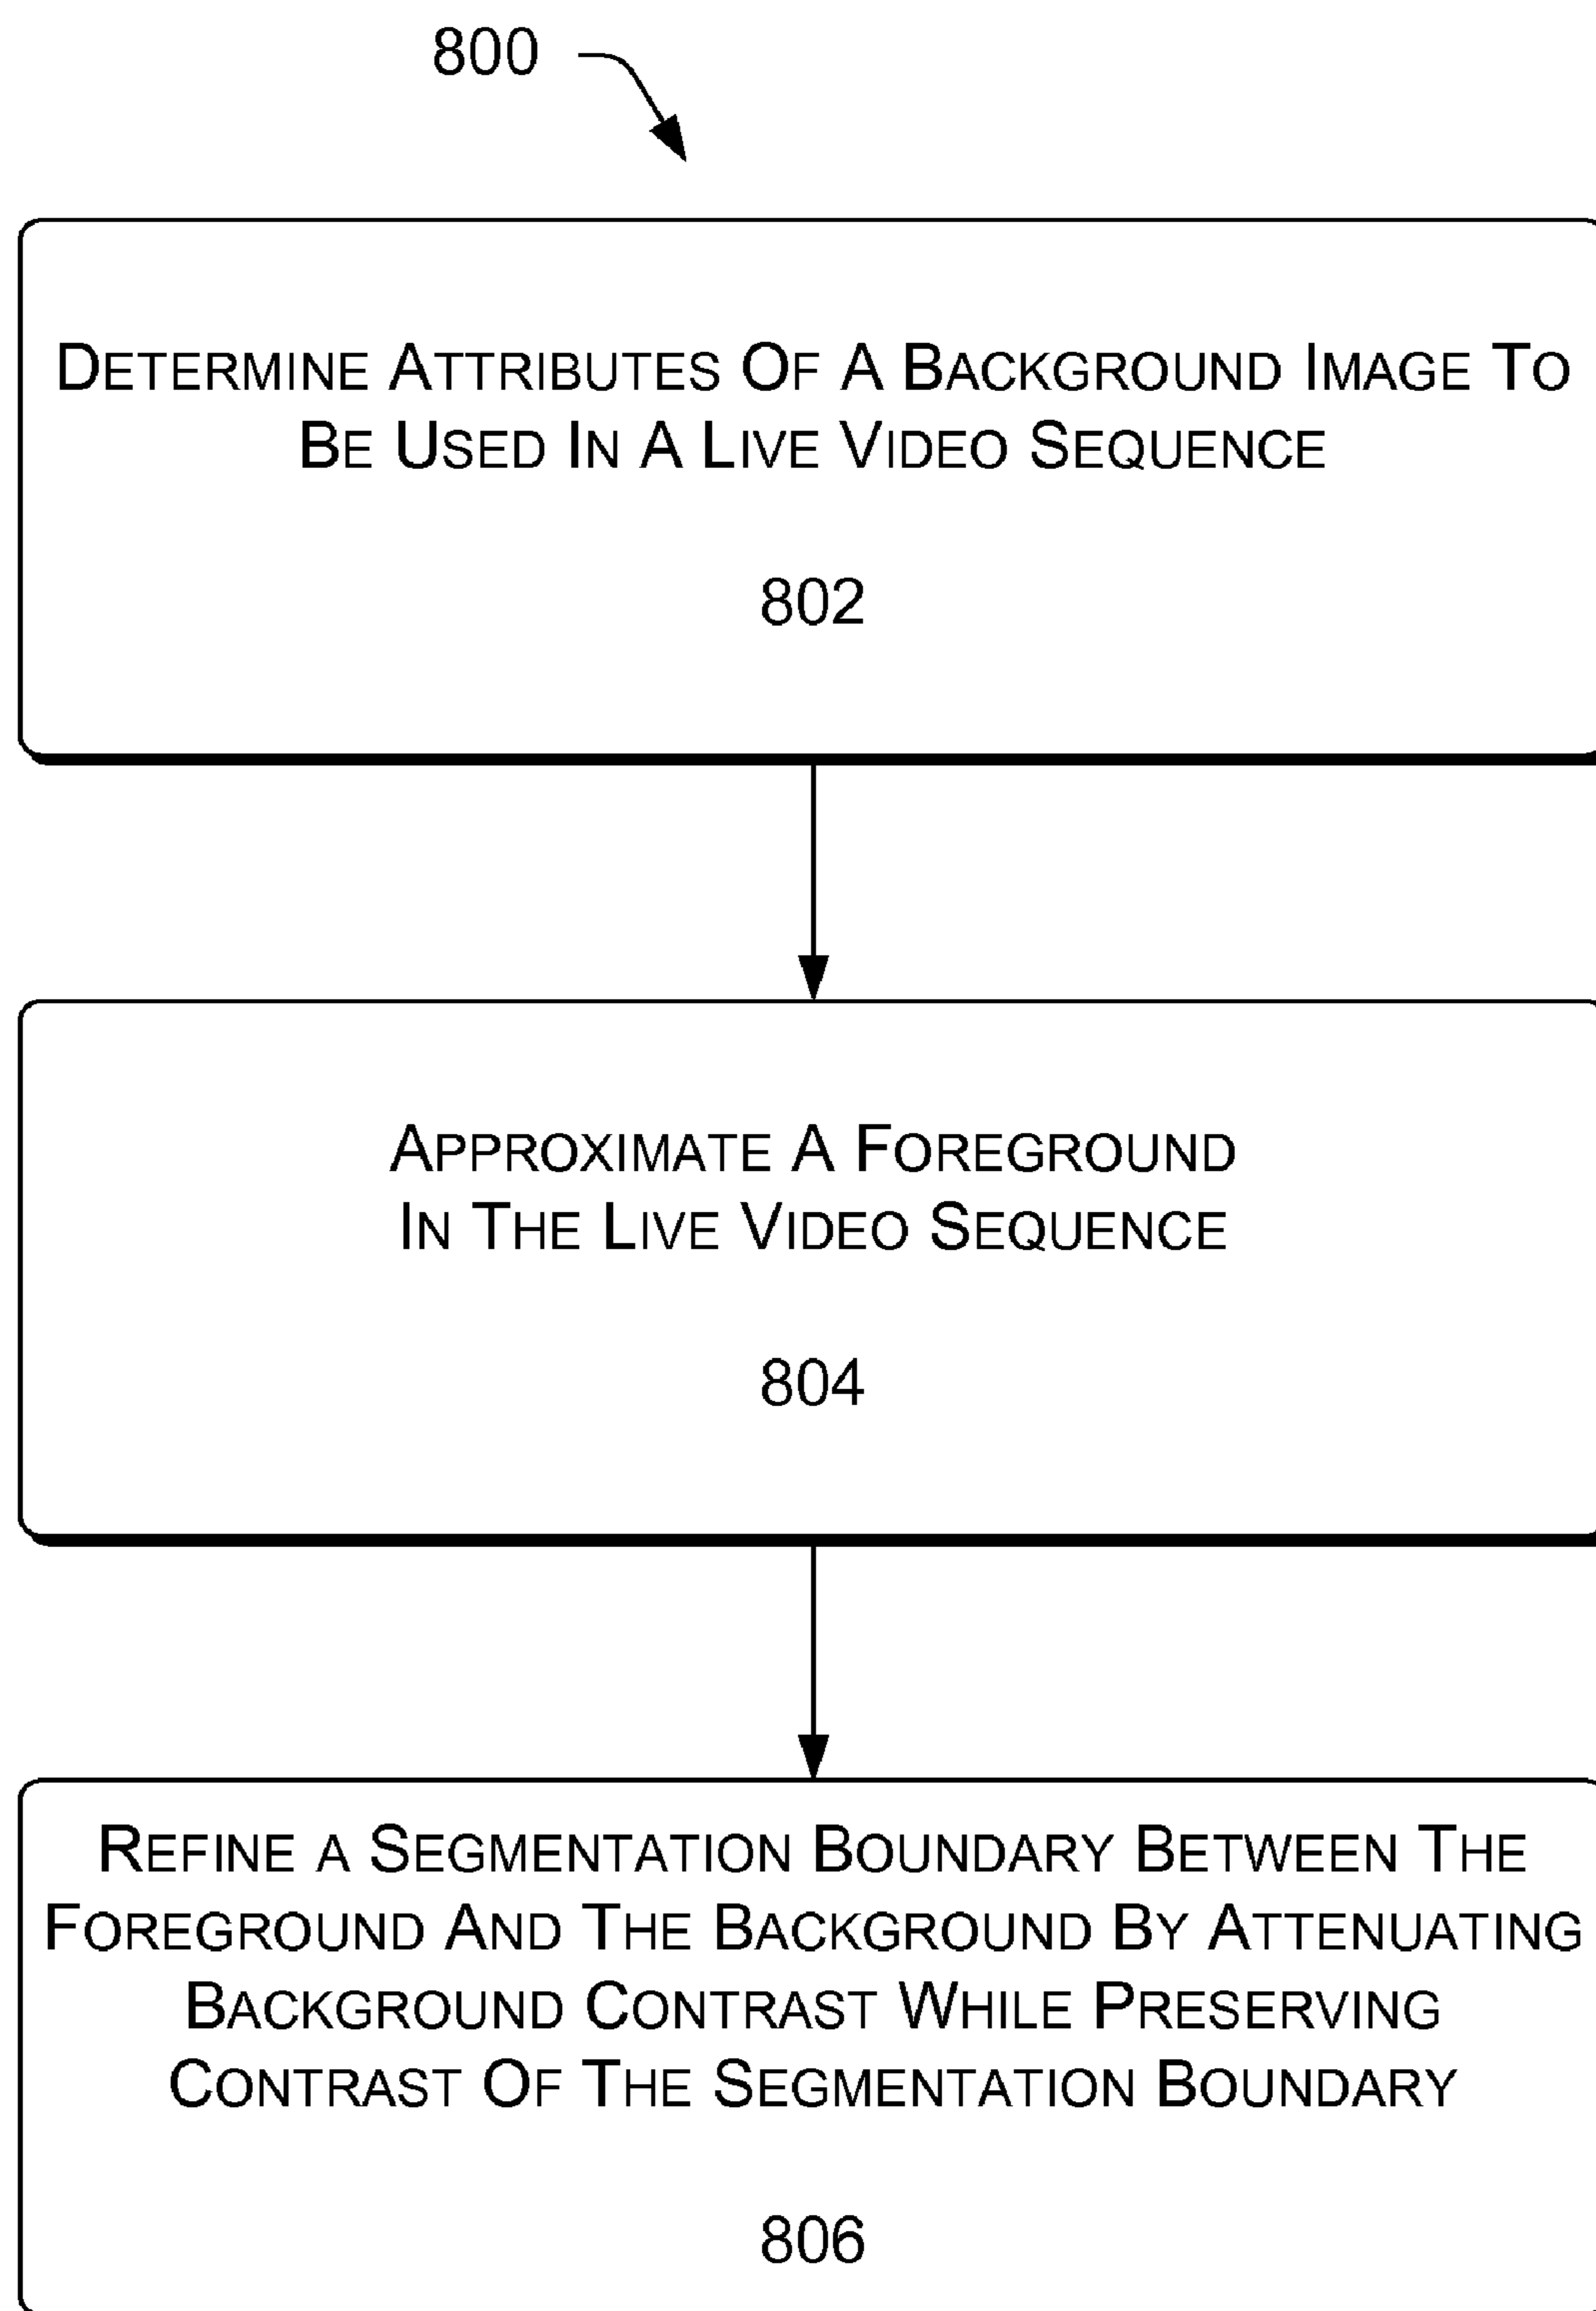 800
Determine Attributes Of A Background Image To
Be Used In A Live Video Sequence
802
Approximate A Foreground
In The Live Video Sequence
804
Refine a Segmentation Boundary Between The
Foreground And The Background By Attenuating
Background Contrast While Preserving
Contrast Of The Segmentation Boundary
806